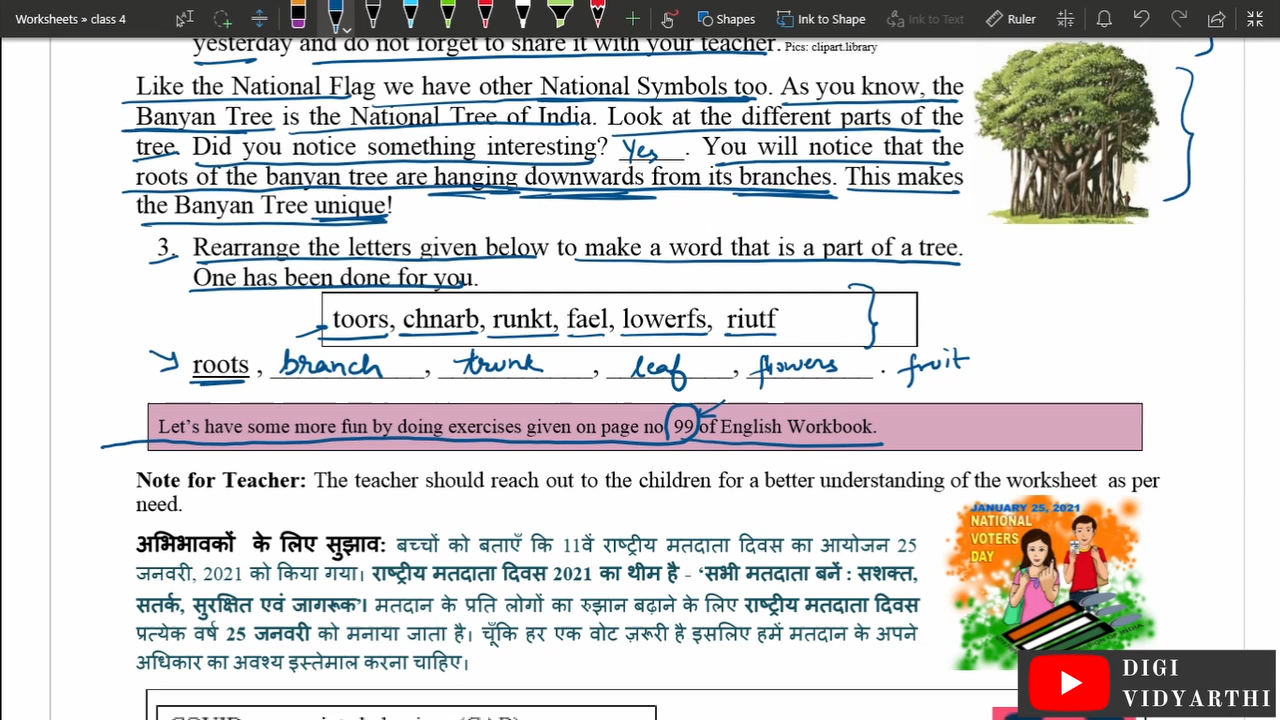 Worksheets » class 4
Shapes Ink to Shape Ink to Text Ruler
yesterday and do not forget to share it with your teacher. Pics: clipart.library
Like the National Flag we have other National Symbols too. As you know, the
Banyan Tree is the National Tree of India. Look at the different parts of the
tree. Did you notice something interesting? Yes. You will notice that the
roots of the banyan tree are hanging downwards from its branches. This makes
the Banyan Tree unique!
3. Rearrange the letters given below to make a word that is a part of a tree.
One has been done for you.
toors, chnarb, runkt, fael, lowerfs, riutf
roots , branch , trunk , leaf , flowers . fruit
Let's have some more fun by doing exercises given on page no 99 of English Workbook.
Note for Teacher: The teacher should reach out to the children for a better understanding of the worksheet as per
need.
JANUARY 25, 2021
NATIONAL
VOTERS
DAY
अभिभावकों के लिए सुझाव: बच्चों को बताएँ कि 11वें राष्ट्रीय मतदाता दिवस का आयोजन 25
जनवरी, 2021 को किया गया। राष्ट्रीय मतदाता दिवस 2021 का थीम है - 'सभी मतदाता बनें : सशक्त,
सतर्क, सुरक्षित एवं जागरूक'। मतदान के प्रति लोगों का रुझान बढ़ाने के लिए राष्ट्रीय मतदाता दिवस
प्रत्येक वर्ष 25 जनवरी को मनाया जाता है। चूँकि हर एक वोट ज़रूरी है इसलिए हमें मतदान के अपने
अधिकार का अवश्य इस्तेमाल करना चाहिए।
DIGI
VIDYARTHI